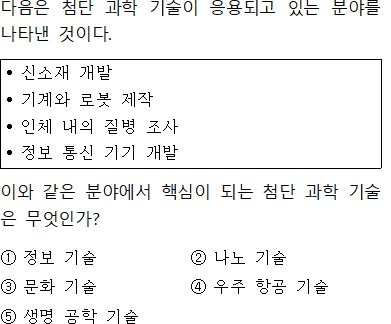 다음은 첨단 과학 기술이 응용되고 있는 분야를
나타낸 것이다.
• 신소재 개발
• 기계와 로봇 제작
• 인체 내의 질병 조사
• 정보 통신 기기 개발
이와 같은 분야에서 핵심이 되는 첨단 과학 기술
은 무엇인가?
① 정보 기술 ② 나노 기술
③ 문화 기술 ④ 우주 항공 기술
⑤ 생명 공학 기술